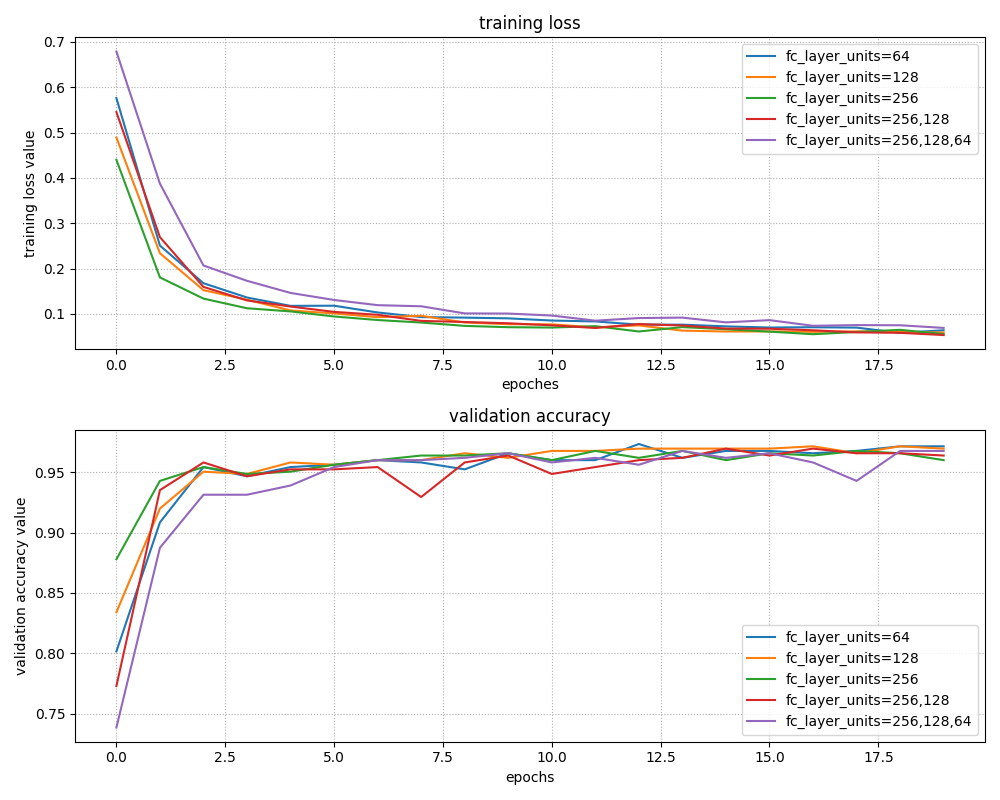 training loss
training loss value
0.7
0.6
0.5
0.4
0.3
0.2
0.1
fc_layer_units=64
fc_layer_units=128
fc_layer_units=256
fc_layer_units=256,128
fc_layer_units=256,128,64
0.0 2.5 5.0 7.5 10.0 12.5 15.0 17.5
epoches
validation accuracy
validation accuracy value
0.95
0.90
0.85
0.80
0.75
fc_layer_units=64
fc_layer_units=128
fc_layer_units=256
fc_layer_units=256,128
fc_layer_units=256,128,64
0.0 2.5 5.0 7.5 10.0 12.5 15.0 17.5
epochs